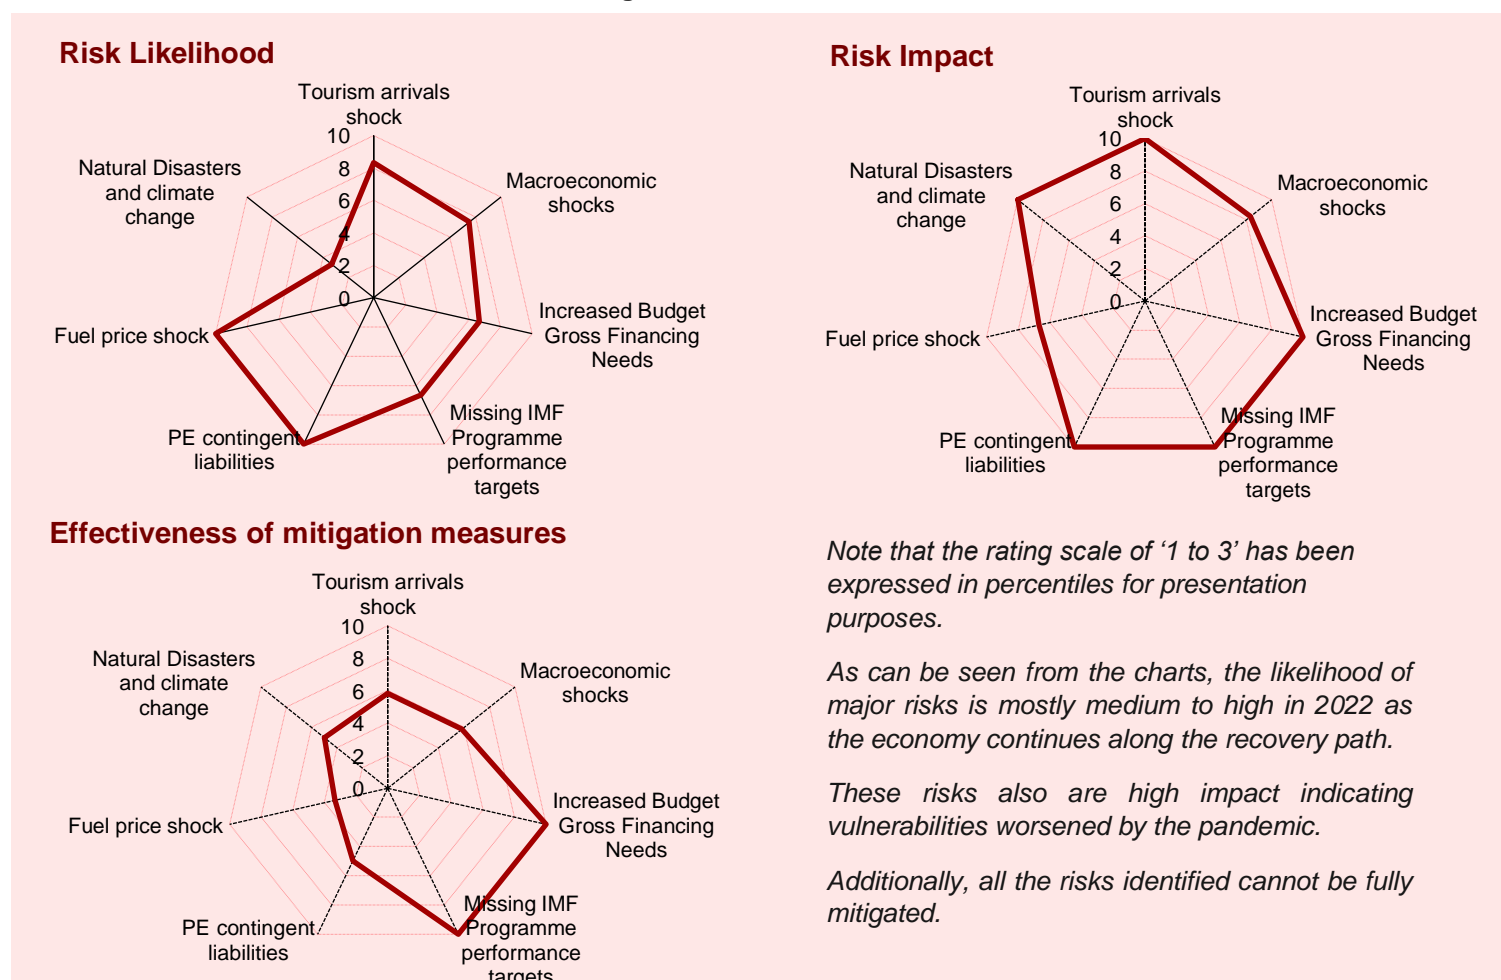 Risk Likelihood
Tourism arrivals
shock
10
8
6
4
2
0
Macroeconomic
shocks
Increased Budget
Gross Financing
Needs
Missing IMF
Programme
performance
targets
PE contingent
liabilities
Fuel price shock
Natural Disasters
and climate
change
Risk Impact
Tourism arrivals
shock
10
8
6
4
2
0
Macroeconomic
shocks
Increased Budget
Gross Financing
Needs
Missing IMF
Programme
performance
targets
PE contingent
liabilities
Fuel price shock
Natural Disasters
and climate
change
Effectiveness of mitigation measures
Tourism arrivals
shock
10
8
6
4
2
0
Macroeconomic
shocks
Increased Budget
Gross Financing
Needs
Missing IMF
Programme
performance
targets
PE contingent
liabilities
Fuel price shock
Natural Disasters
and climate
change
Note that the rating scale of ‘1 to 3’ has been
expressed in percentiles for presentation
purposes.
As can be seen from the charts, the likelihood of
major risks is mostly medium to high in 2022 as
the economy continues along the recovery path.
These risks also are high impact indicating
vulnerabilities worsened by the pandemic.
Additionally, all the risks identified cannot be fully
mitigated.